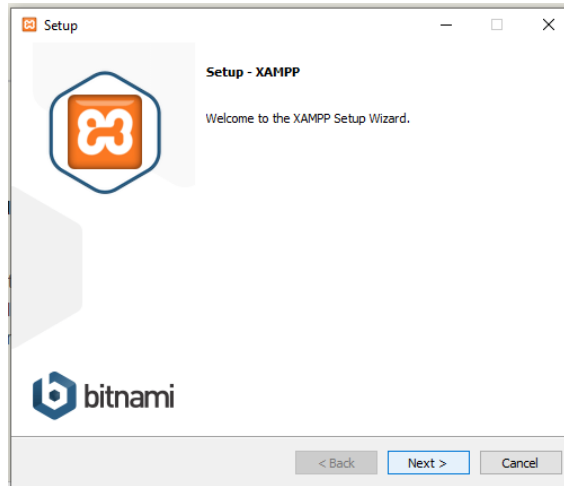 Setup
Setup - XAMPP
Welcome to the XAMPP Setup Wizard.
bitnami
< Back
Next >
Cancel